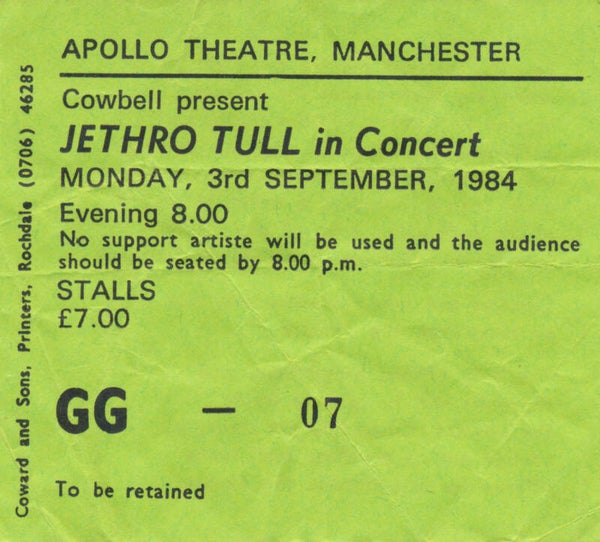 APOLLO THEATRE, MANCHESTER
Cowbell present
JETHRO TULL in Concert
MONDAY, 3rd SEPTEMBER, 1984
Evening 8.00
No support artiste will be used and the audience
should be seated by 8.00 p.m.
STALLS
£7.00
GG — 07
To be retained
Coward and Sons, Printers, Rochdale (0706) 46285